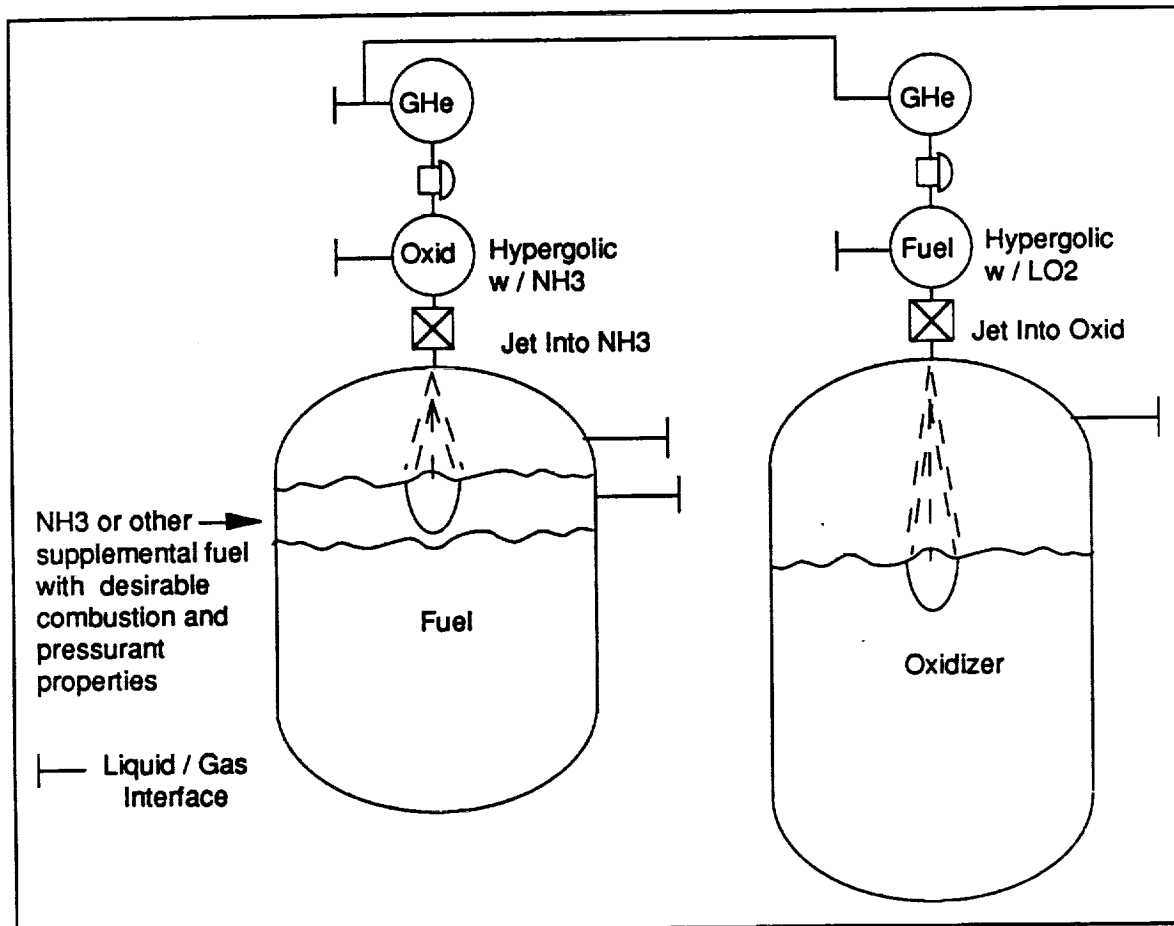 GHe
GHe
Oxid
Hypergolic
w / NH3
Fuel
Hypergolic
w / LO2
Jet Into NH3
Jet Into Oxid
NH3 or other
supplemental fuel
with desirable
combustion and
pressurant
properties
Fuel
Oxidizer
Liquid / Gas
Interface